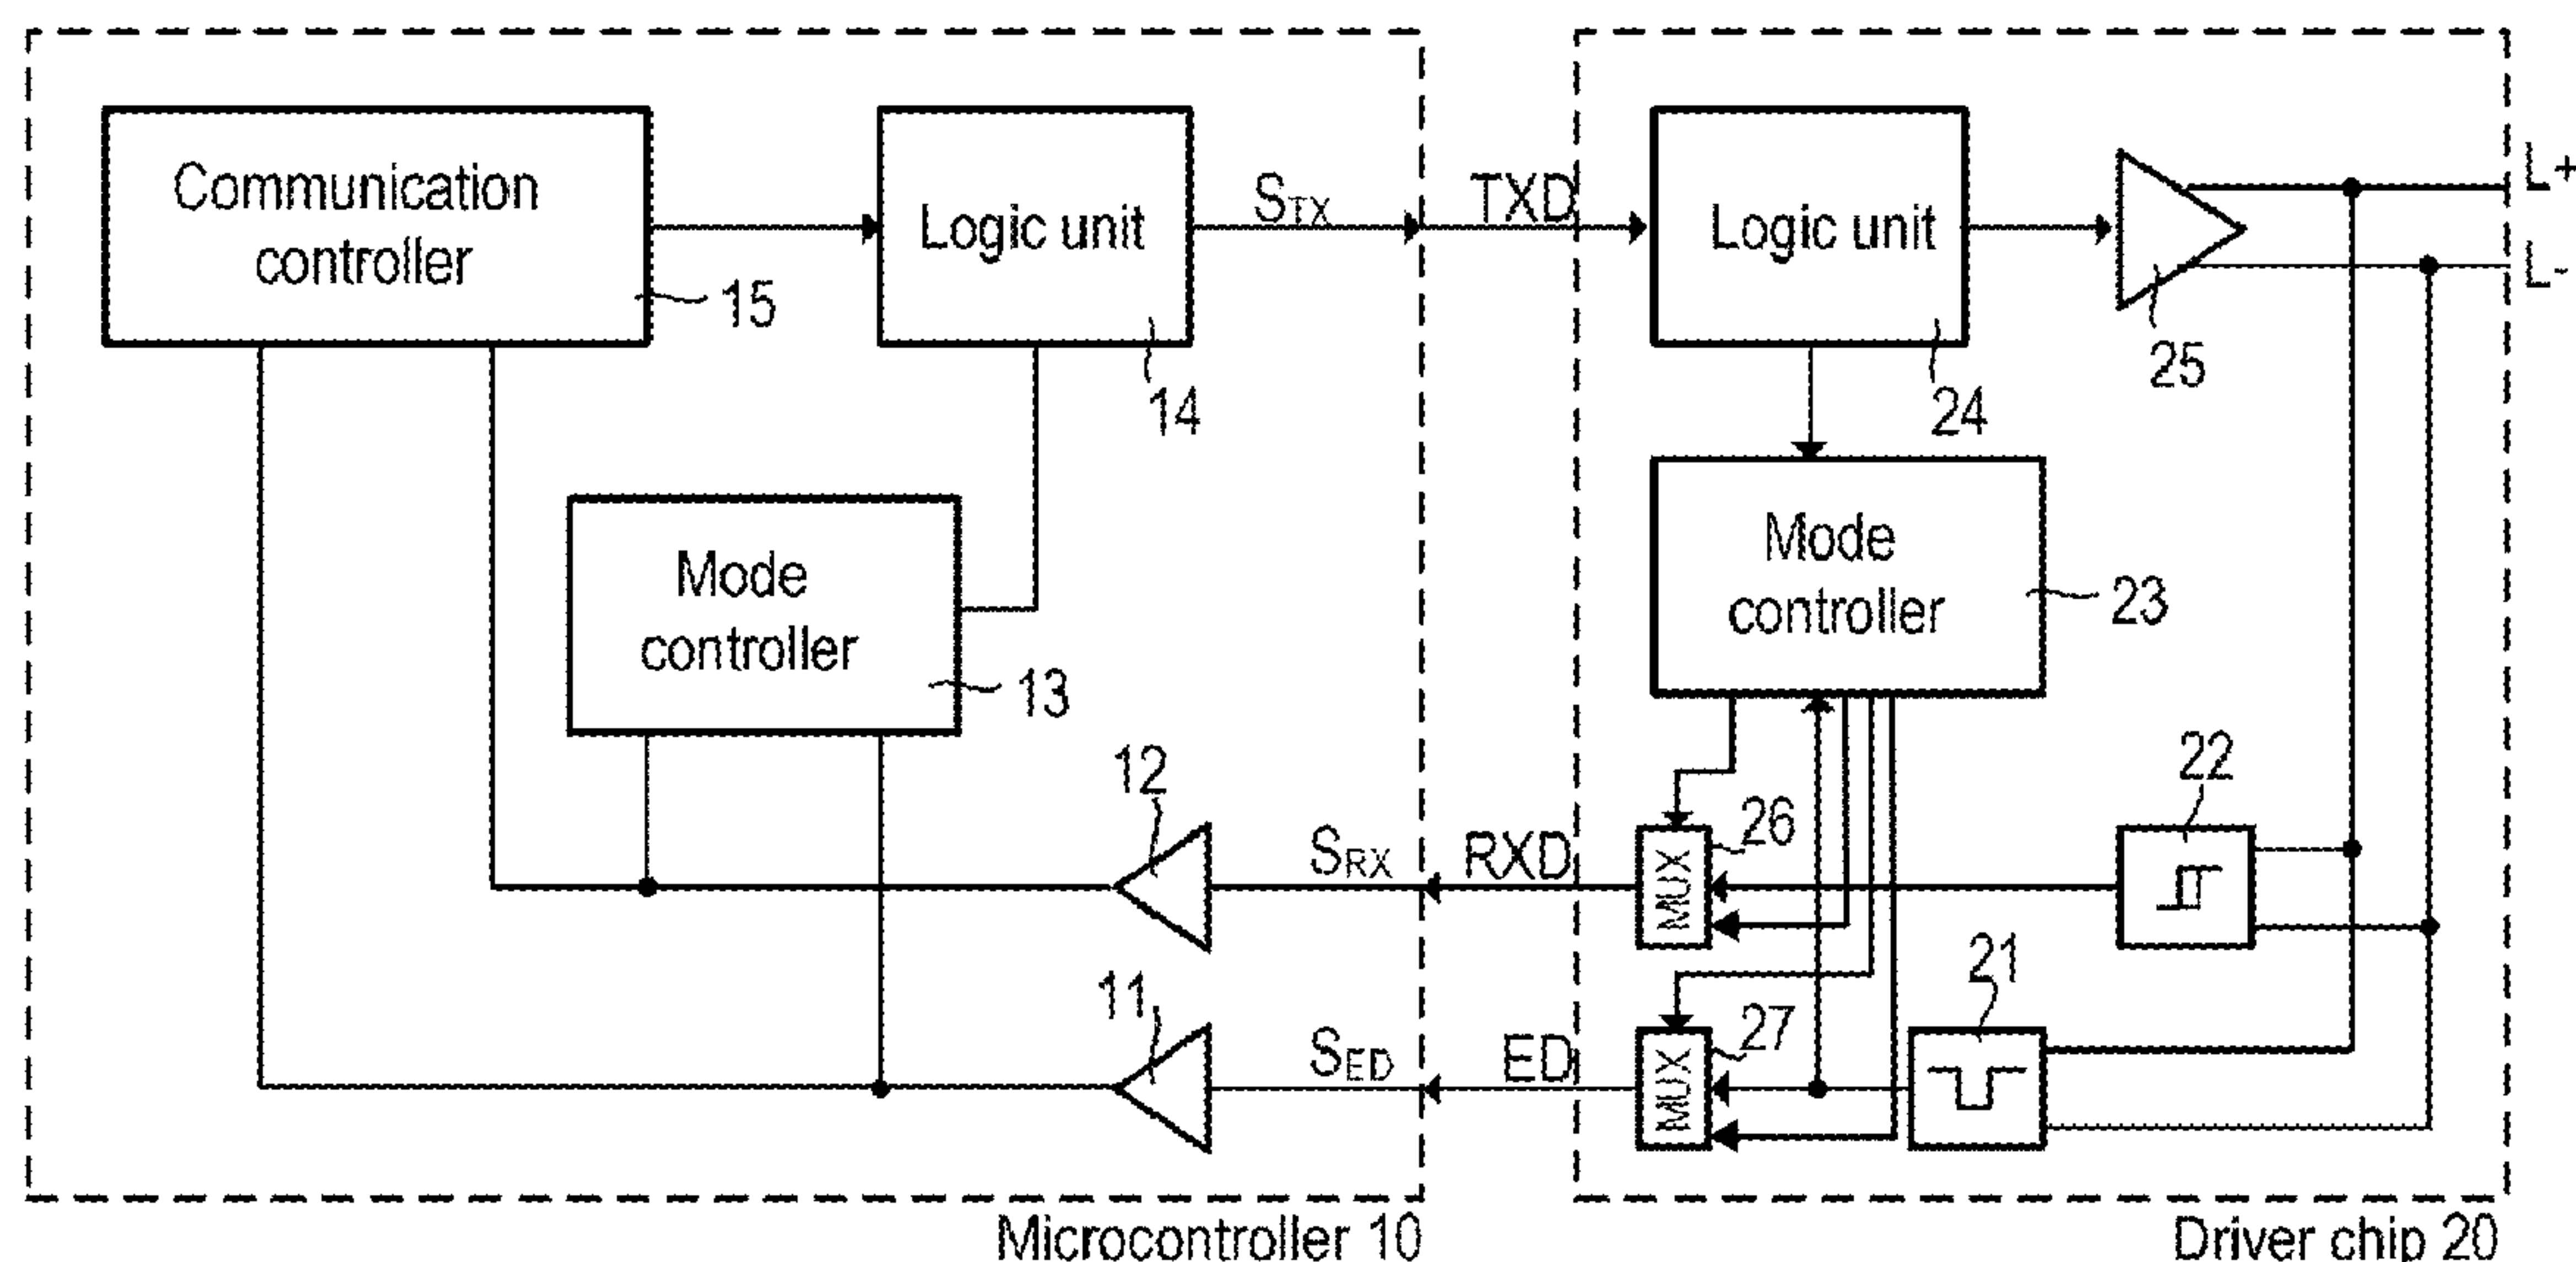 Communication
controller
15
Logic unit
14
STX
TXD
Logic unit
24
25
L+
L-
Mode
controller
13
Mode
controller
23
12
SRX
RXD
MUX
26
22
11
SED
ED
MUX
27
21
Microcontroller 10
Driver chip 20